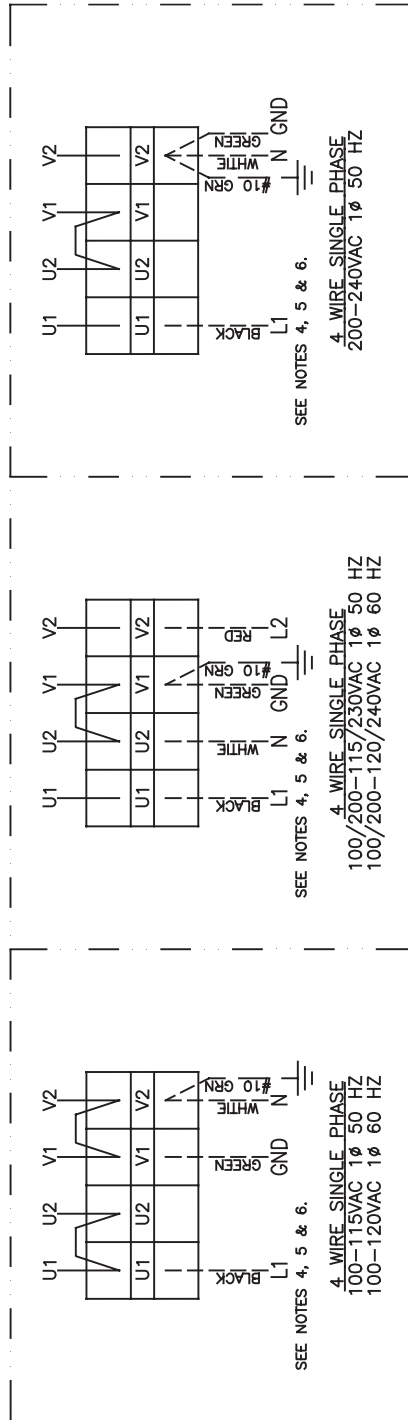 U1 U2 V1 V2
U1 U2 V1 V2
BLACK GREEN WHTIE #10 GRN
L1 GND N
SEE NOTES 4, 5 & 6.
4 WIRE SINGLE PHASE
100-115VAC 1ø 50 HZ
100-120VAC 1ø 60 HZ
U1 U2 V1 V2
U1 U2 V1 V2
BLACK WHTIE GREEN #10 GRN RED
L1 N GND L2
SEE NOTES 4, 5 & 6.
4 WIRE SINGLE PHASE
100/200-115/230VAC 1ø 50 HZ
100/200-120/240VAC 1ø 60 HZ
U1 U2 V1 V2
U1 U2 V1 V2
BLACK #10 GRN WHTIE GREEN
L1 N GND
SEE NOTES 4, 5 & 6.
4 WIRE SINGLE PHASE
200-240VAC 1ø 50 HZ